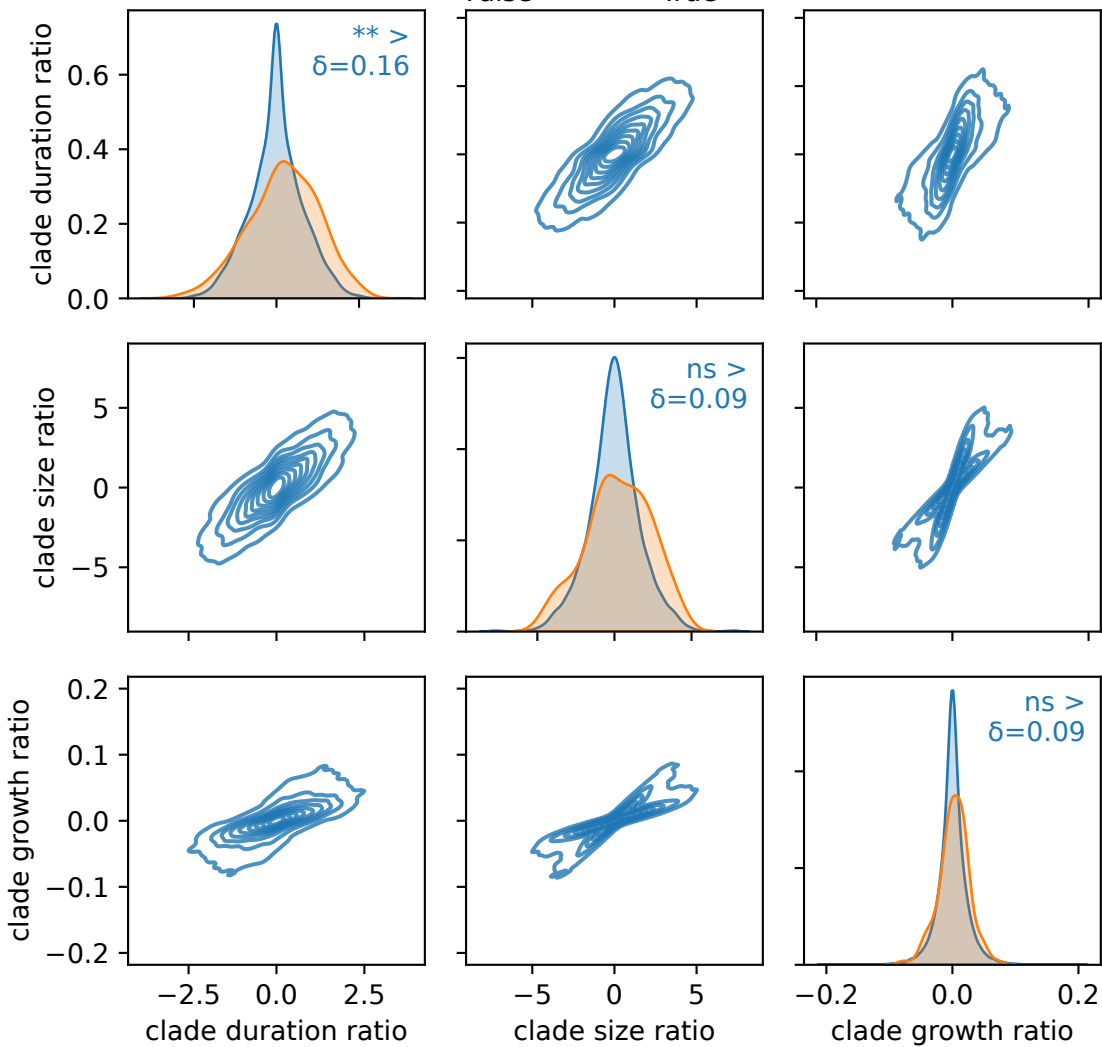 clade duration ratio
0.6
0.4
0.2
0.0
** >
δ=0.16
clade size ratio
5
0
−5
ns >
δ=0.09
clade growth ratio
0.2
0.1
0.0
−0.1
−0.2
ns >
δ=0.09
−2.5 0.0 2.5
−5 0 5
−0.2 0.0 0.2
clade duration ratio
clade size ratio
clade growth ratio